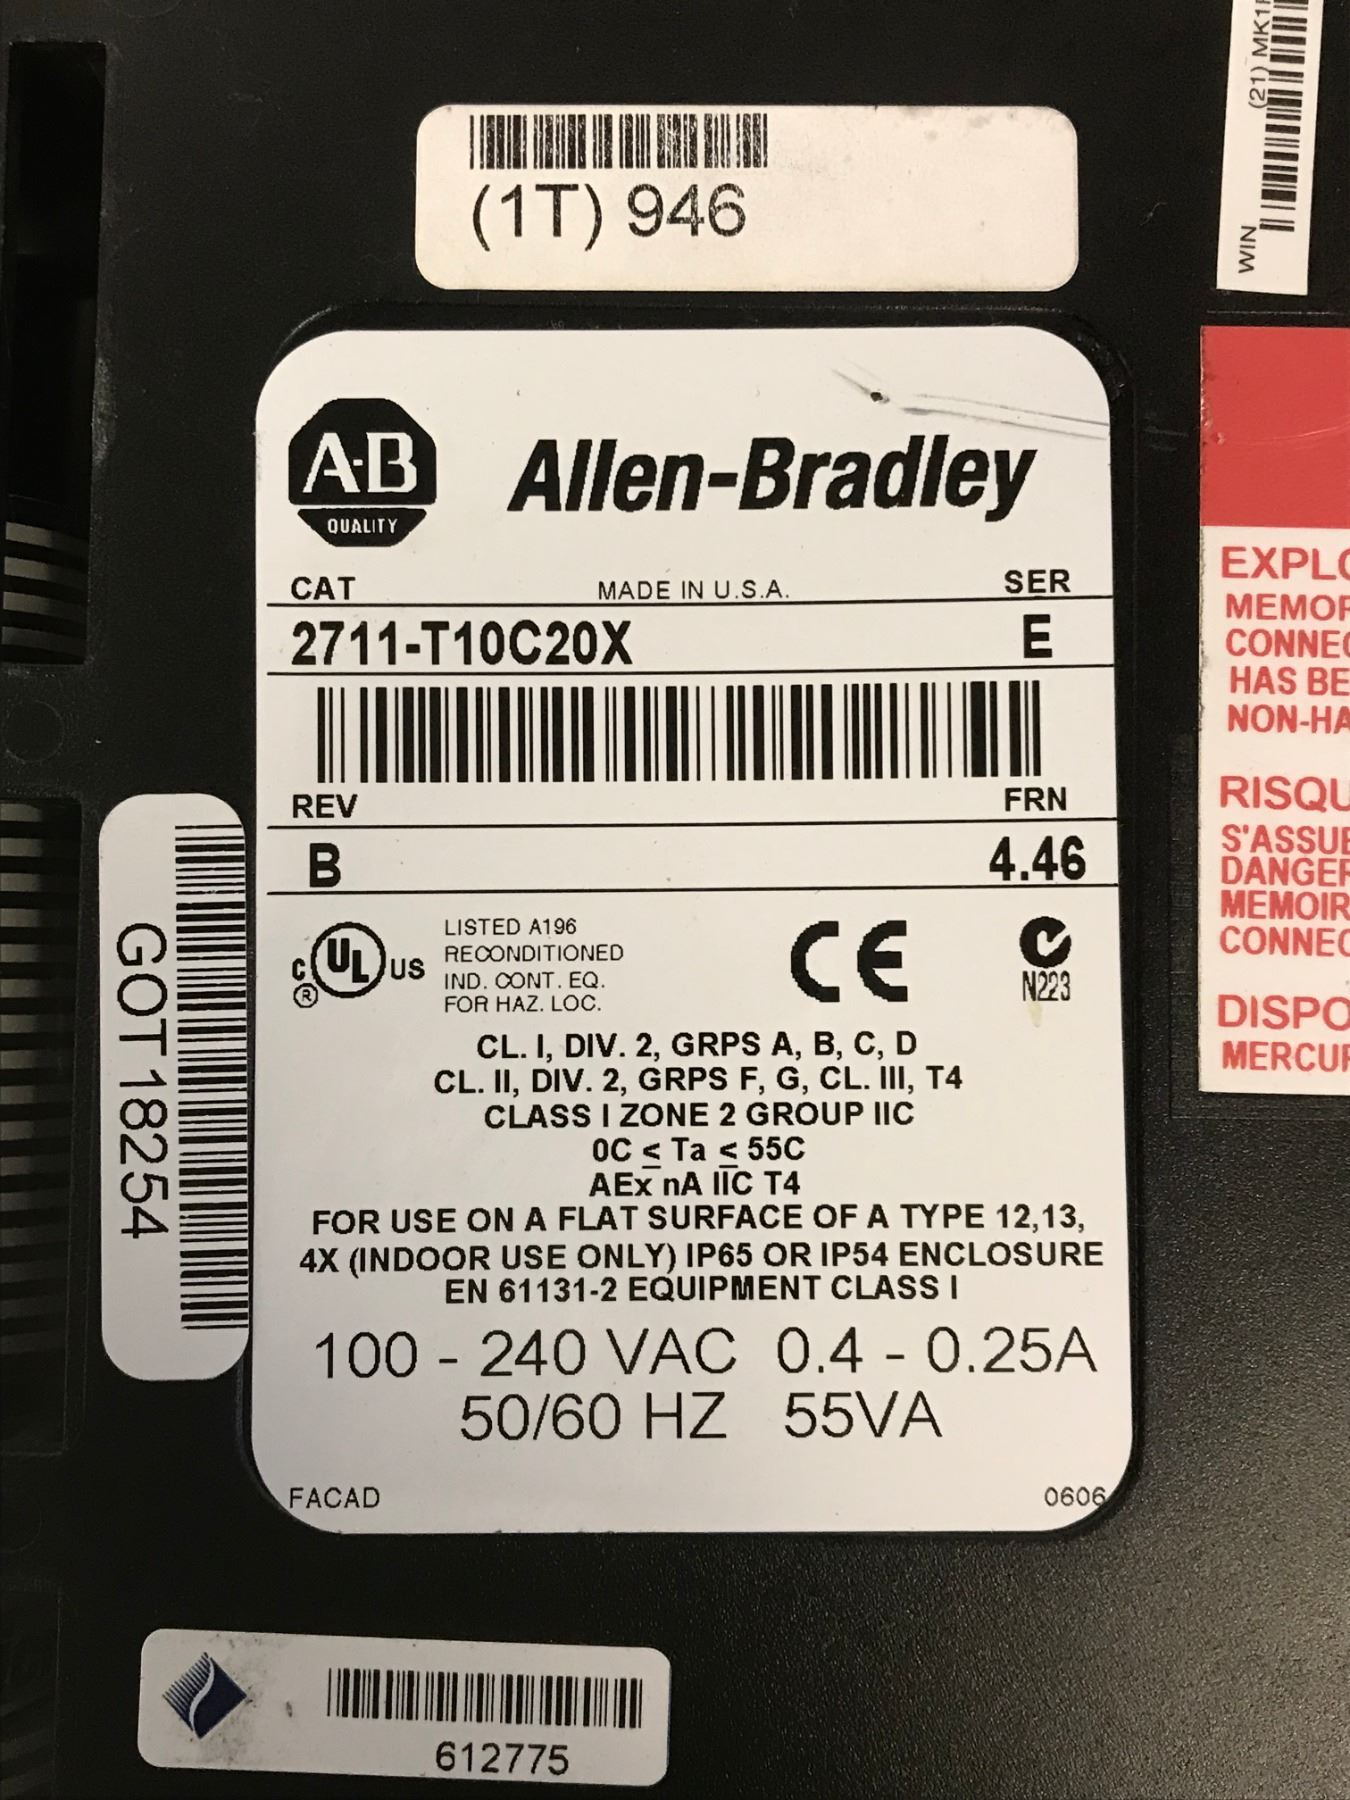 (21) MK1
WIN
(1T) 946
A-B
QUALITY
Allen-Bradley
CAT MADE IN U.S.A. SER
2711-T10C20X E
REV FRN
B 4.46
C UL US
®
LISTED A196
RECONDITIONED
IND. CONT. EQ.
FOR HAZ. LOC.
CE
N223
CL. I, DIV. 2, GRPS A, B, C, D
CL. II, DIV. 2, GRPS F, G, CL. III, T4
CLASS I ZONE 2 GROUP IIC
0C ≤ Ta ≤ 55C
AEx nA IIC T4
FOR USE ON A FLAT SURFACE OF A TYPE 12,13,
4X (INDOOR USE ONLY) IP65 OR IP54 ENCLOSURE
EN 61131-2 EQUIPMENT CLASS I
100 - 240 VAC 0.4 - 0.25A
50/60 HZ 55VA
FACAD 0606
GOT18254
612775
EXPLO
MEMOR
CONNEC
HAS BE
NON-HA
RISQU
S'ASSUE
DANGER
MEMOIR
CONNEC
DISPO
MERCUR